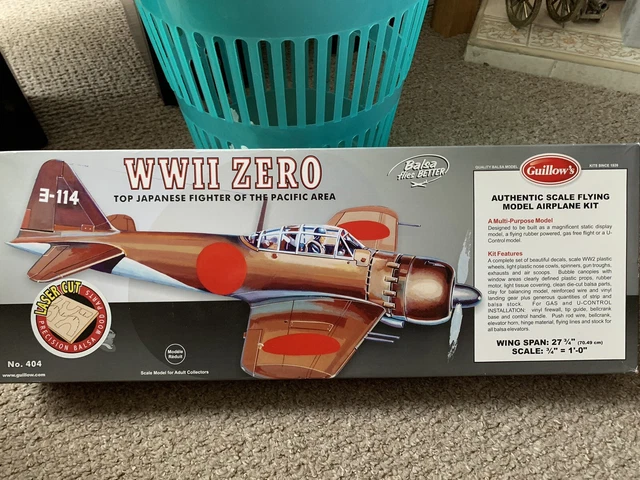 WWII ZERO
TOP JAPANESE FIGHTER OF THE PACIFIC AREA
Balsa
flies BETTER
QUALITY BALSA MODEL
Guillow's
KITS SINCE 1926
AUTHENTIC SCALE FLYING
MODEL AIRPLANE KIT
A Multi-Purpose Model
Designed to be built as a magnificent static display
model, a flying rubber powered, gas free flight or a U-
Control model.
Kit Features
A complete set of beautiful decals, scale WW2 plastic
wheels, light plastic nose cowls, spinners, gun troughs,
exhausts and air scoops. Bubble canopies with
window areas clearly defined plastic props, rubber
motor, light tissue covering, clean die-cut balsa parts,
clay for balancing model, reinforced wire and vinyl
landing gear plus generous quantities of strip and
balsa stock. For GAS and U-CONTROL
INSTALLATION: vinyl firewall, tip guide, bellcrank
base and control handle. Push rod wire, bellcrank,
elevator horn, hinge material, flying lines and stock for
all balsa elevators.
WING SPAN: 27 ¾" (70.49 cm)
SCALE: ¾" = 1'-0"
ヨ-114
LASER CUT
PRECISION BALSA WOOD PARTS
No. 404
www.guillow.com
Modele
Réduit
Scale Model for Adult Collectors